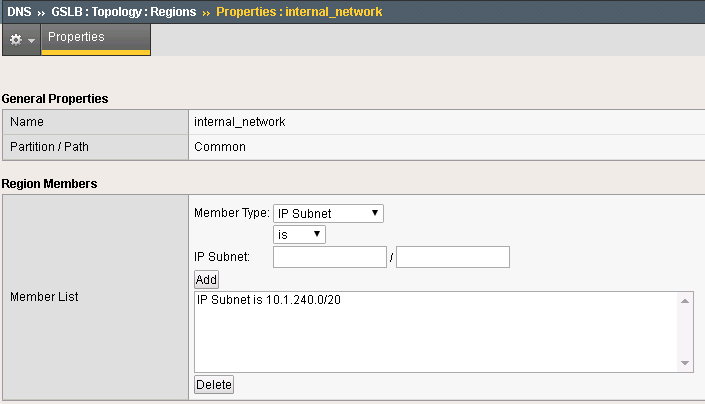 DNS ›› GSLB : Topology : Regions ›› Properties : internal_network
Properties
General Properties
Name internal_network
Partition / Path Common
Region Members
Member List
Member Type: IP Subnet
is
IP Subnet: /
Add
IP Subnet is 10.1.240.0/20
Delete